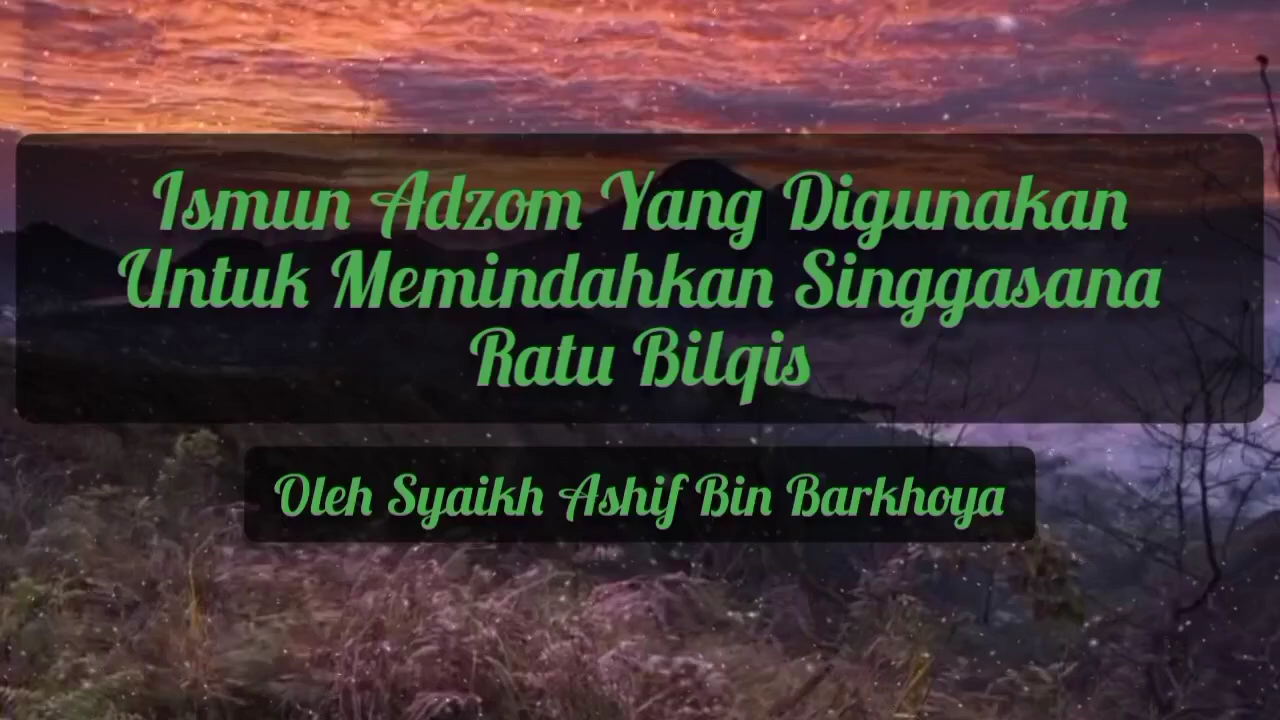 Ismun Adzom Yang Digunakan
Untuk Memindahkan Singgasana
Ratu Bilqis
Oleh Syaikh Ashif Bin Barkhoya